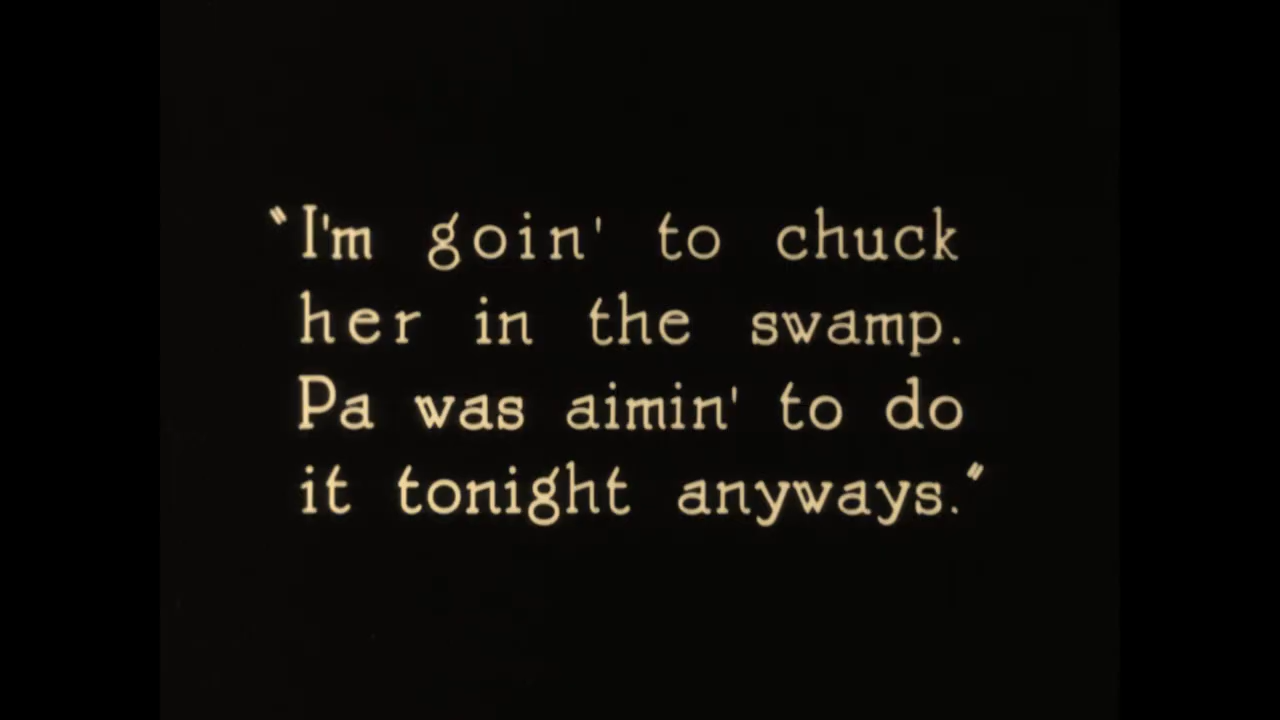 "I'm goin' to chuck
her in the swamp.
Pa was aimin' to do
it tonight anyways."